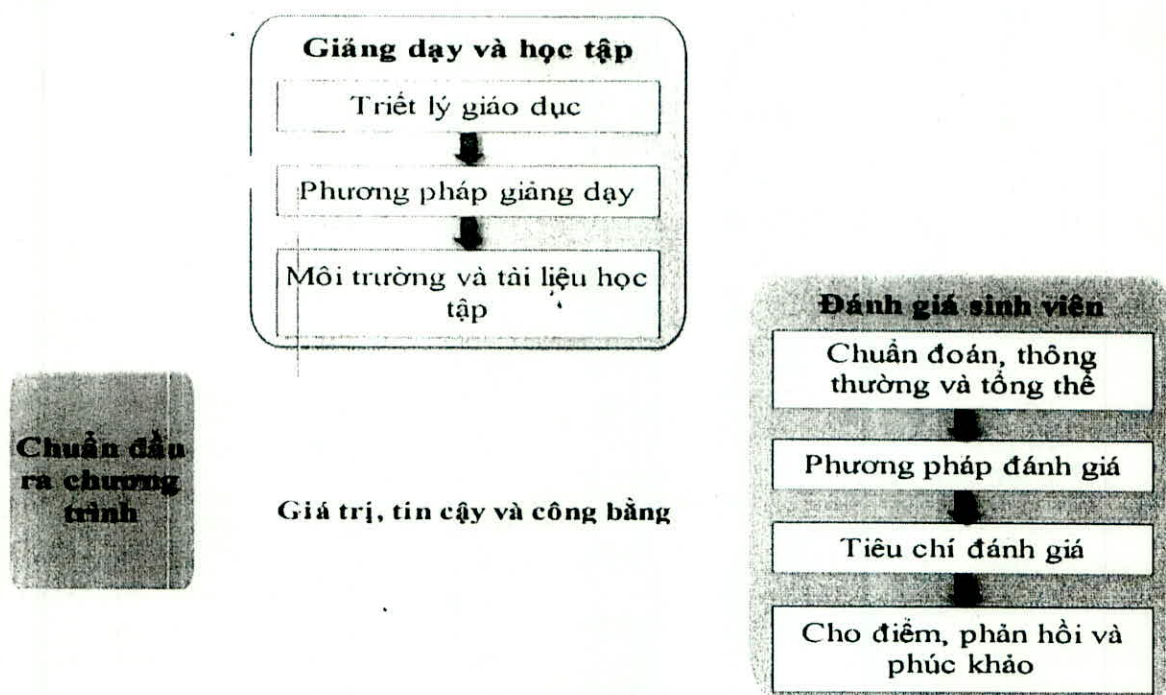 Giảng dạy và học tập
Triết lý giáo dục
Phương pháp giảng dạy
Môi trường và tài liệu học
tập
Chuẩn đầu
ra chương
trình
Giá trị, tin cậy và công bằng
Đánh giá sinh viên
Chuẩn đoán, thông
thường và tổng thể
Phương pháp đánh giá
Tiêu chí đánh giá
Cho điểm, phản hồi và
phúc khảo